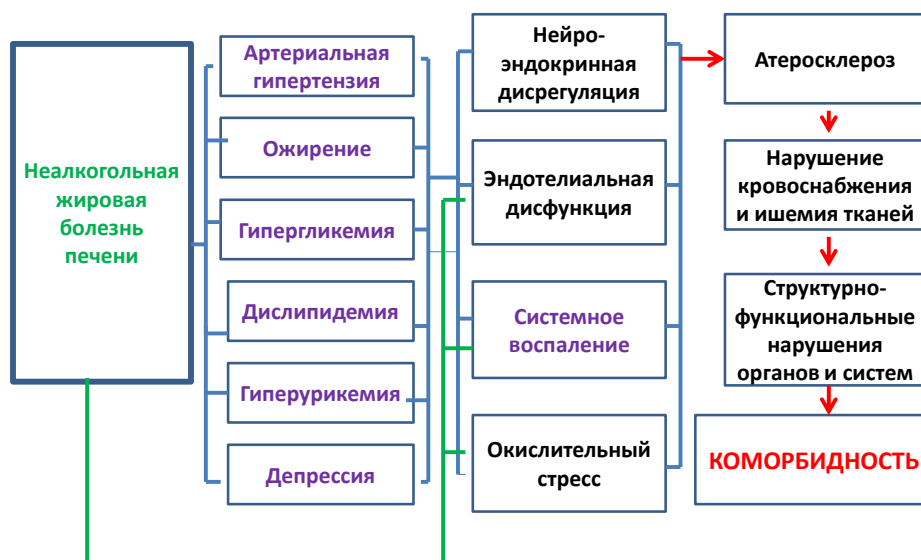 Неалкогольная
жировая
болезнь
печени
Артериальная
гипертензия
Ожирение
Гипергликемия
Дислипидемия
Гиперурикемия
Депрессия
Нейро-
эндокринная
дисрегуляция
Эндотелиальная
дисфункция
Системное
воспаление
Окислительный
стресс
Атеросклероз
Нарушение
кровоснабжения
и ишемия тканей
Структурно-
функциональные
нарушения
органов и систем
КОМОРБИДНОСТЬ